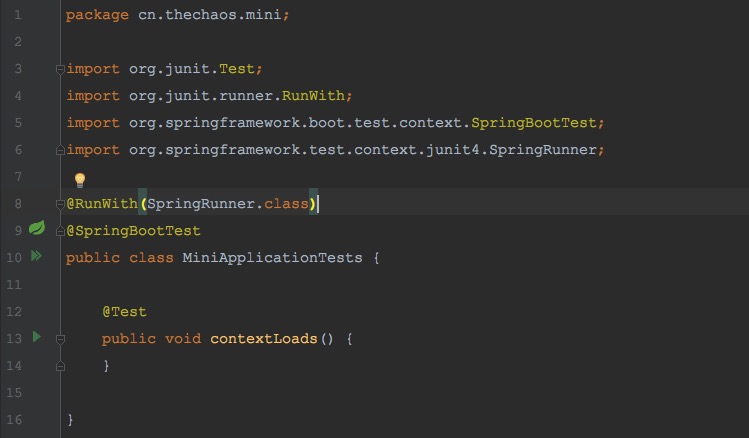 1 package cn.thechaos.mini;
2
3 import org.junit.Test;
4 import org.junit.runner.RunWith;
5 import org.springframework.boot.test.context.SpringBootTest;
6 import org.springframework.test.context.junit4.SpringRunner;
7
8 @RunWith(SpringRunner.class)
9 @SpringBootTest
10 public class MiniApplicationTests {
11
12     @Test
13     public void contextLoads() {
14     }
15
16 }